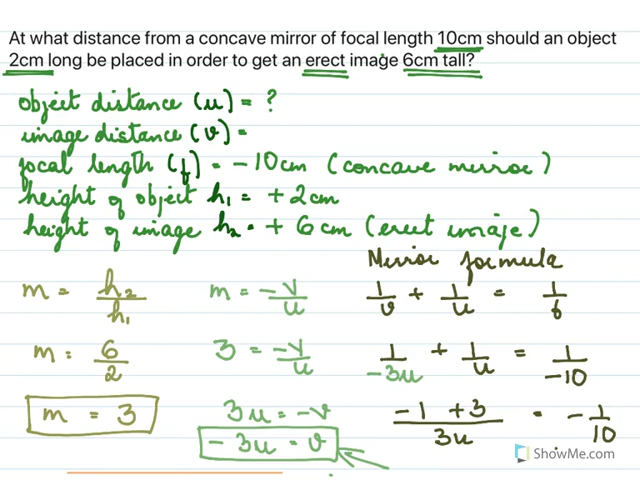 At what distance from a concave mirror of focal length 10cm should an object
2cm long be placed in order to get an erect image 6cm tall?
object distance (u) = ?
image distance (v) =
focal length (f) = -10cm (concave mirror)
height of object h₁ = +2cm
height of image h₂ = +6cm (erect image)
Mirror formula
m = h₂/h₁
m = -v/u
1/v + 1/u = 1/f
m = 6/2
3 = -v/u
1/-3u + 1/u = 1/-10
m = 3
3u = -v
-3u = v
-1 + 3/3u = -1/10
ShowMe.com